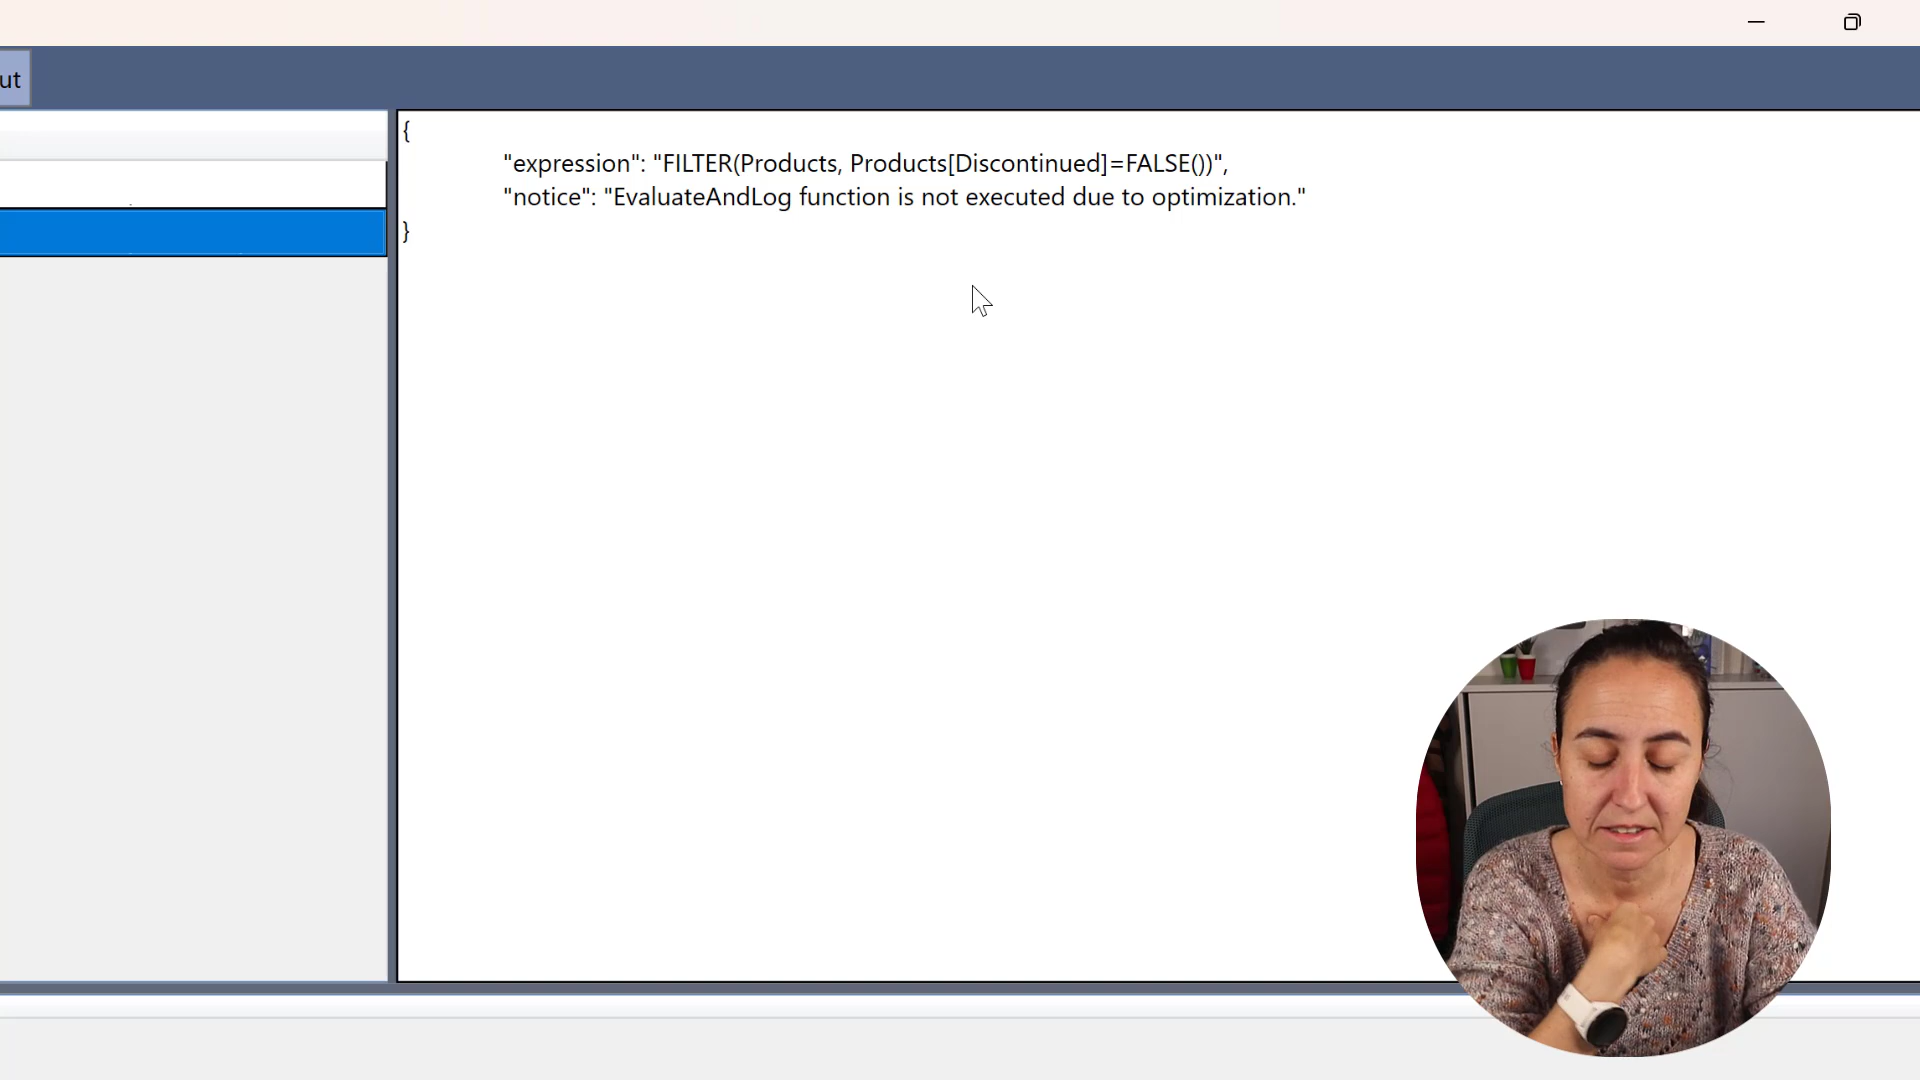 ut
{
"expression": "FILTER(Products, Products[Discontinued]=FALSE())",
"notice": "EvaluateAndLog function is not executed due to optimization."
}